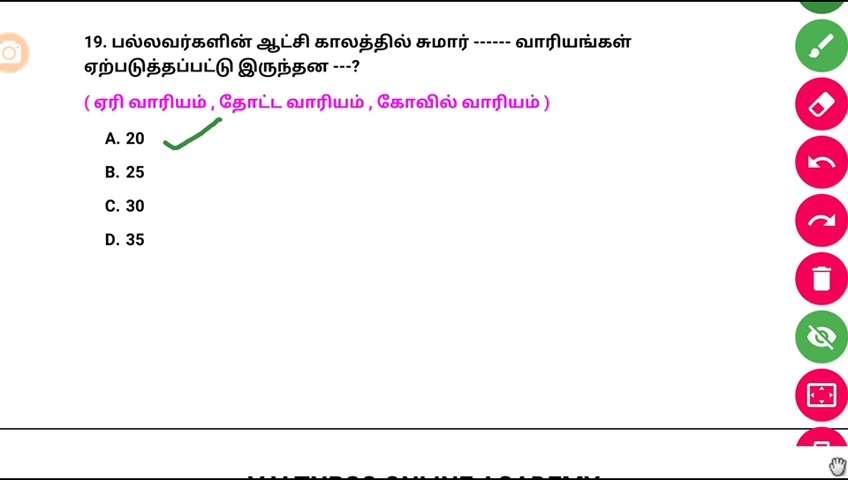 19. பல்லவர்களின் ஆட்சி காலத்தில் சுமார் ------ வாரியங்கள்
ஏற்படுத்தப்பட்டு இருந்தன ---?
( ஏரி வாரியம் , தோட்ட வாரியம் , கோவில் வாரியம் )
A. 20
B. 25
C. 30
D. 35